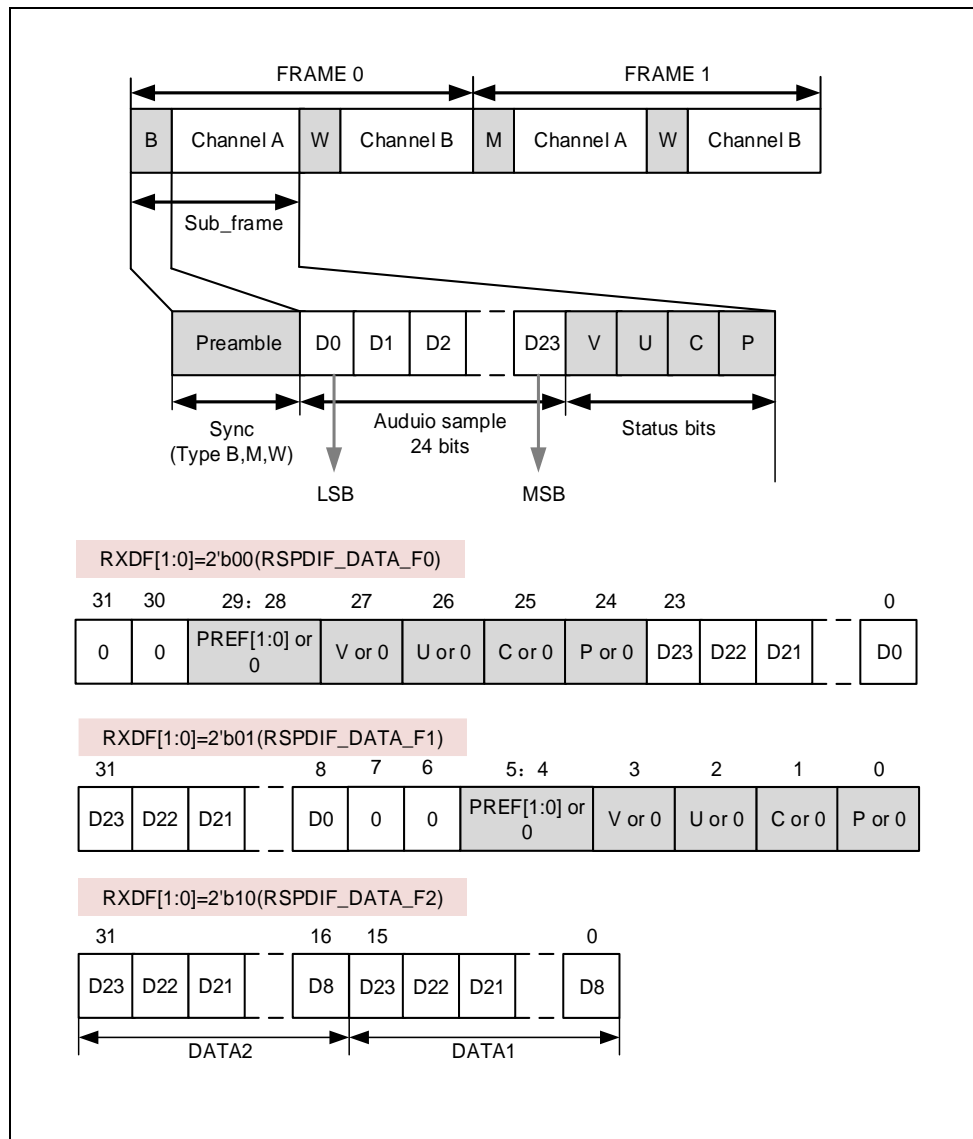 FRAME 0 FRAME 1
B Channel A W Channel B M Channel A W Channel B
Sub_frame
Preamble D0 D1 D2 D23 V U C P
Sync
(Type B,M,W)
Auduio sample
24 bits
Status bits
LSB MSB
RXDF[1:0]=2'b00(RSPDIF_DATA_F0)
31 30 29：28 27 26 25 24 23 0
0 0 PREF[1:0] or
0 V or 0 U or 0 C or 0 P or 0 D23 D22 D21 D0
RXDF[1:0]=2'b01(RSPDIF_DATA_F1)
31 8 7 6 5：4 3 2 1 0
D23 D22 D21 D0 0 0 PREF[1:0] or
0 V or 0 U or 0 C or 0 P or 0
RXDF[1:0]=2'b10(RSPDIF_DATA_F2)
31 16 15 0
D23 D22 D21 D8 D23 D22 D21 D8
DATA2 DATA1